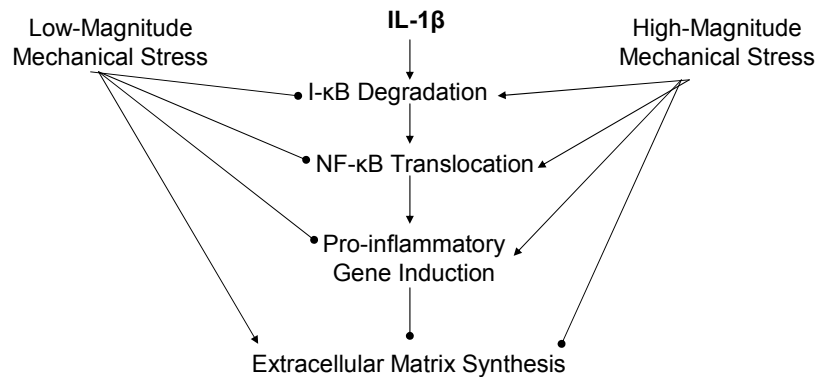 Low-Magnitude
Mechanical Stress
IL-1β
High-Magnitude
Mechanical Stress
I-κB Degradation
NF-κB Translocation
Pro-inflammatory
Gene Induction
Extracellular Matrix Synthesis